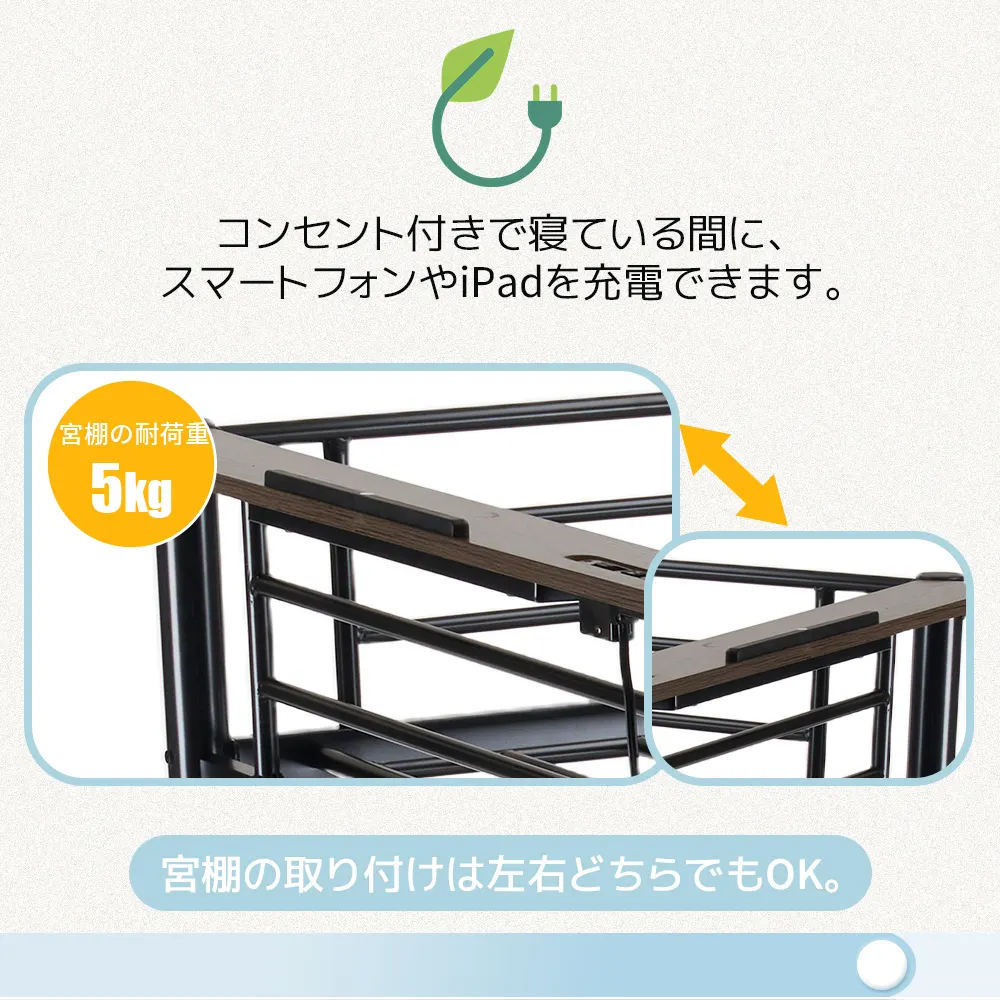 コンセント付きで寝ている間に、
スマートフォンやiPadを充電できます。
宮棚の耐荷重
5kg
宮棚の取り付けは左右どちらでもOK。